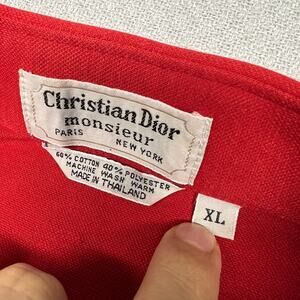 Christian Dior
monsieur
PARIS NEW YORK
60% COTTON 40% POLYESTER
MACHINE WASH WARM
MADE IN THAILAND
XL